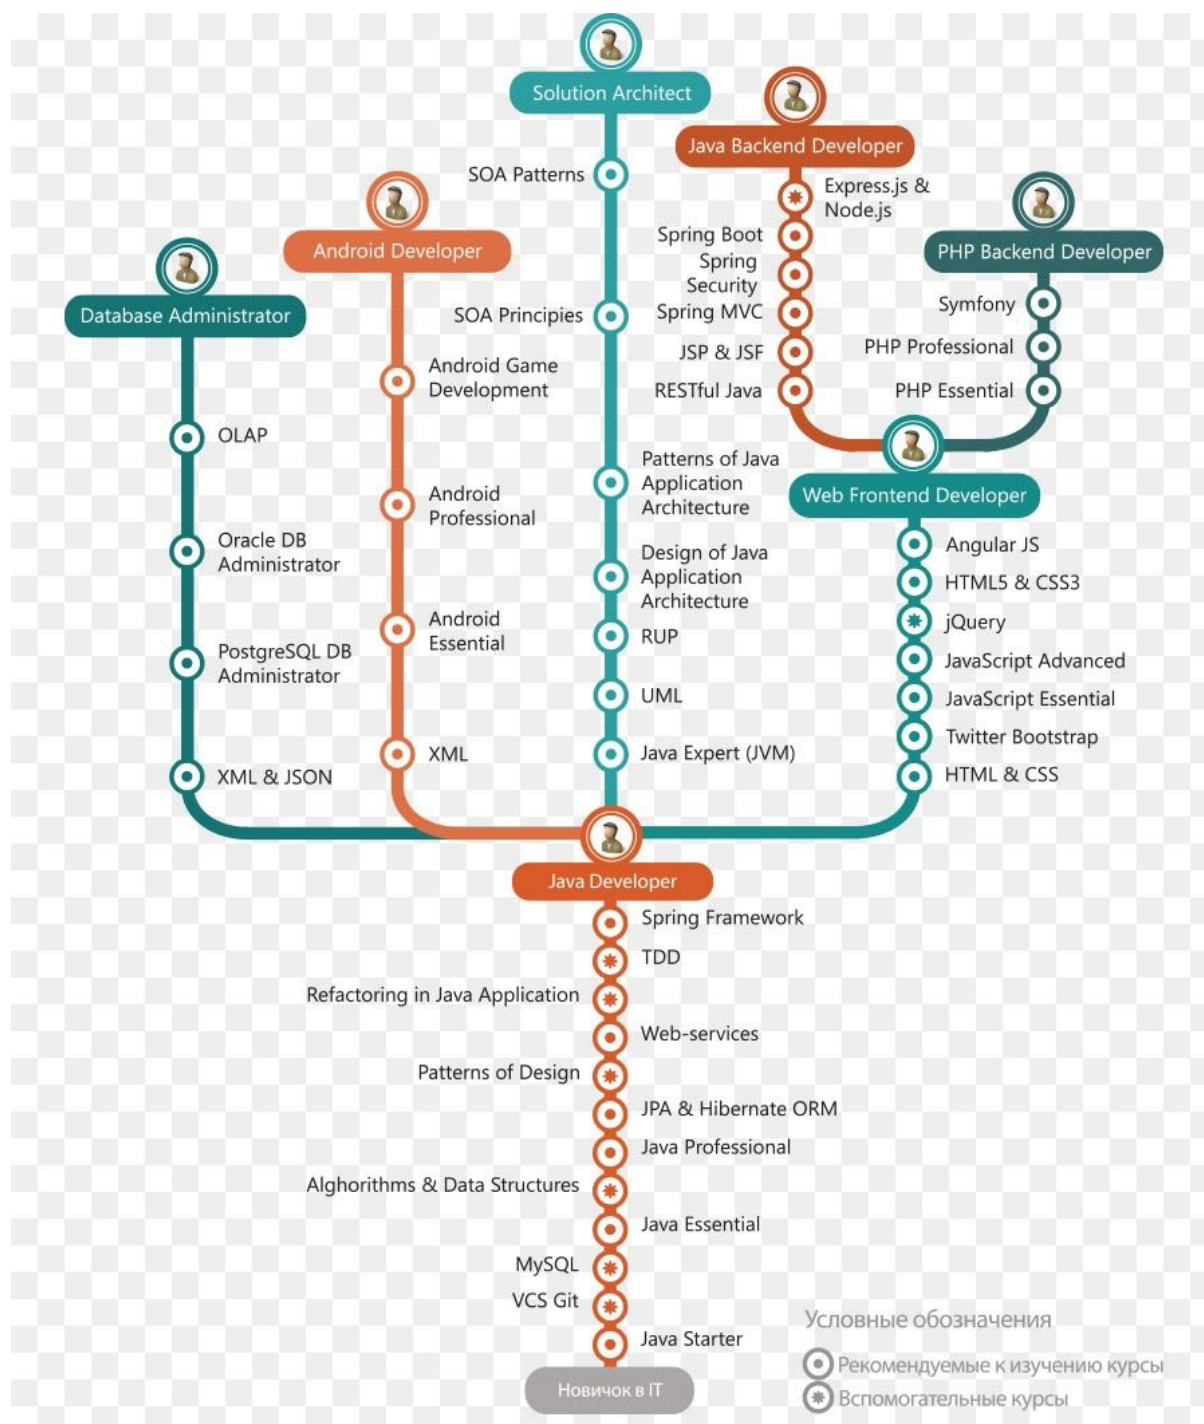 Solution Architect
SOA Patterns
SOA Principies
Patterns of Java
Application
Architecture
Design of Java
Application
Architecture
RUP
UML
Java Expert (JVM)
Java Backend Developer
Express.js &
Node.js
Spring Boot
Spring
Security
Spring MVC
JSP & JSF
RESTful Java
PHP Backend Developer
Symfony
PHP Professional
PHP Essential
Android Developer
Android Game
Development
Android
Professional
Android
Essential
XML
Database Administrator
OLAP
Oracle DB
Administrator
PostgreSQL DB
Administrator
XML & JSON
Web Frontend Developer
Angular JS
HTML5 & CSS3
jQuery
JavaScript Advanced
JavaScript Essential
Twitter Bootstrap
HTML & CSS
Java Developer
Spring Framework
TDD
Refactoring in Java Application
Web-services
Patterns of Design
JPA & Hibernate ORM
Java Professional
Alghorithms & Data Structures
Java Essential
MySQL
VCS Git
Java Starter
Новичок в IT
Условные обозначения
Рекомендуемые к изучению курсы
Вспомогательные курсы